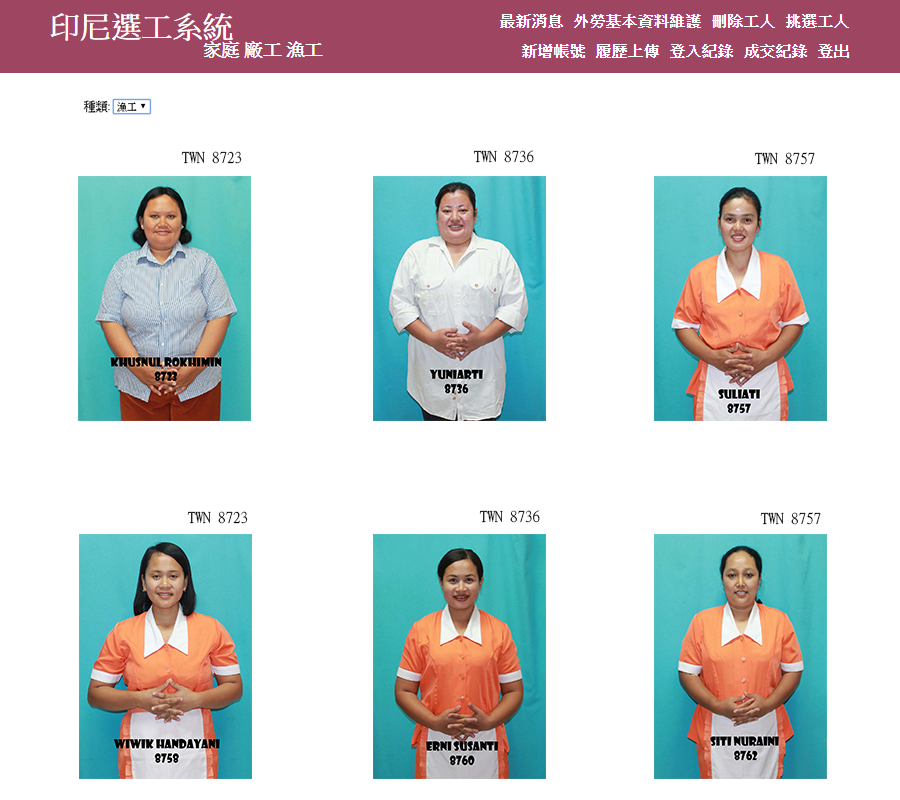 印尼選工系統
家庭 廠工 漁工
最新消息 外勞基本資料維護 刪除工人 挑選工人
新增帳號 履歷上傳 登入紀錄 成交紀錄 登出
種類: 漁工
TWN 8723
TWN 8736
TWN 8757
KHUSNUL ROKHIMIN
8723
YUNIARTI
8736
SULIATI
8757
TWN 8723
TWN 8736
TWN 8757
WIWIK HANDAYANI
8758
ERNI SUSANTI
8760
SITI NURAINI
8762